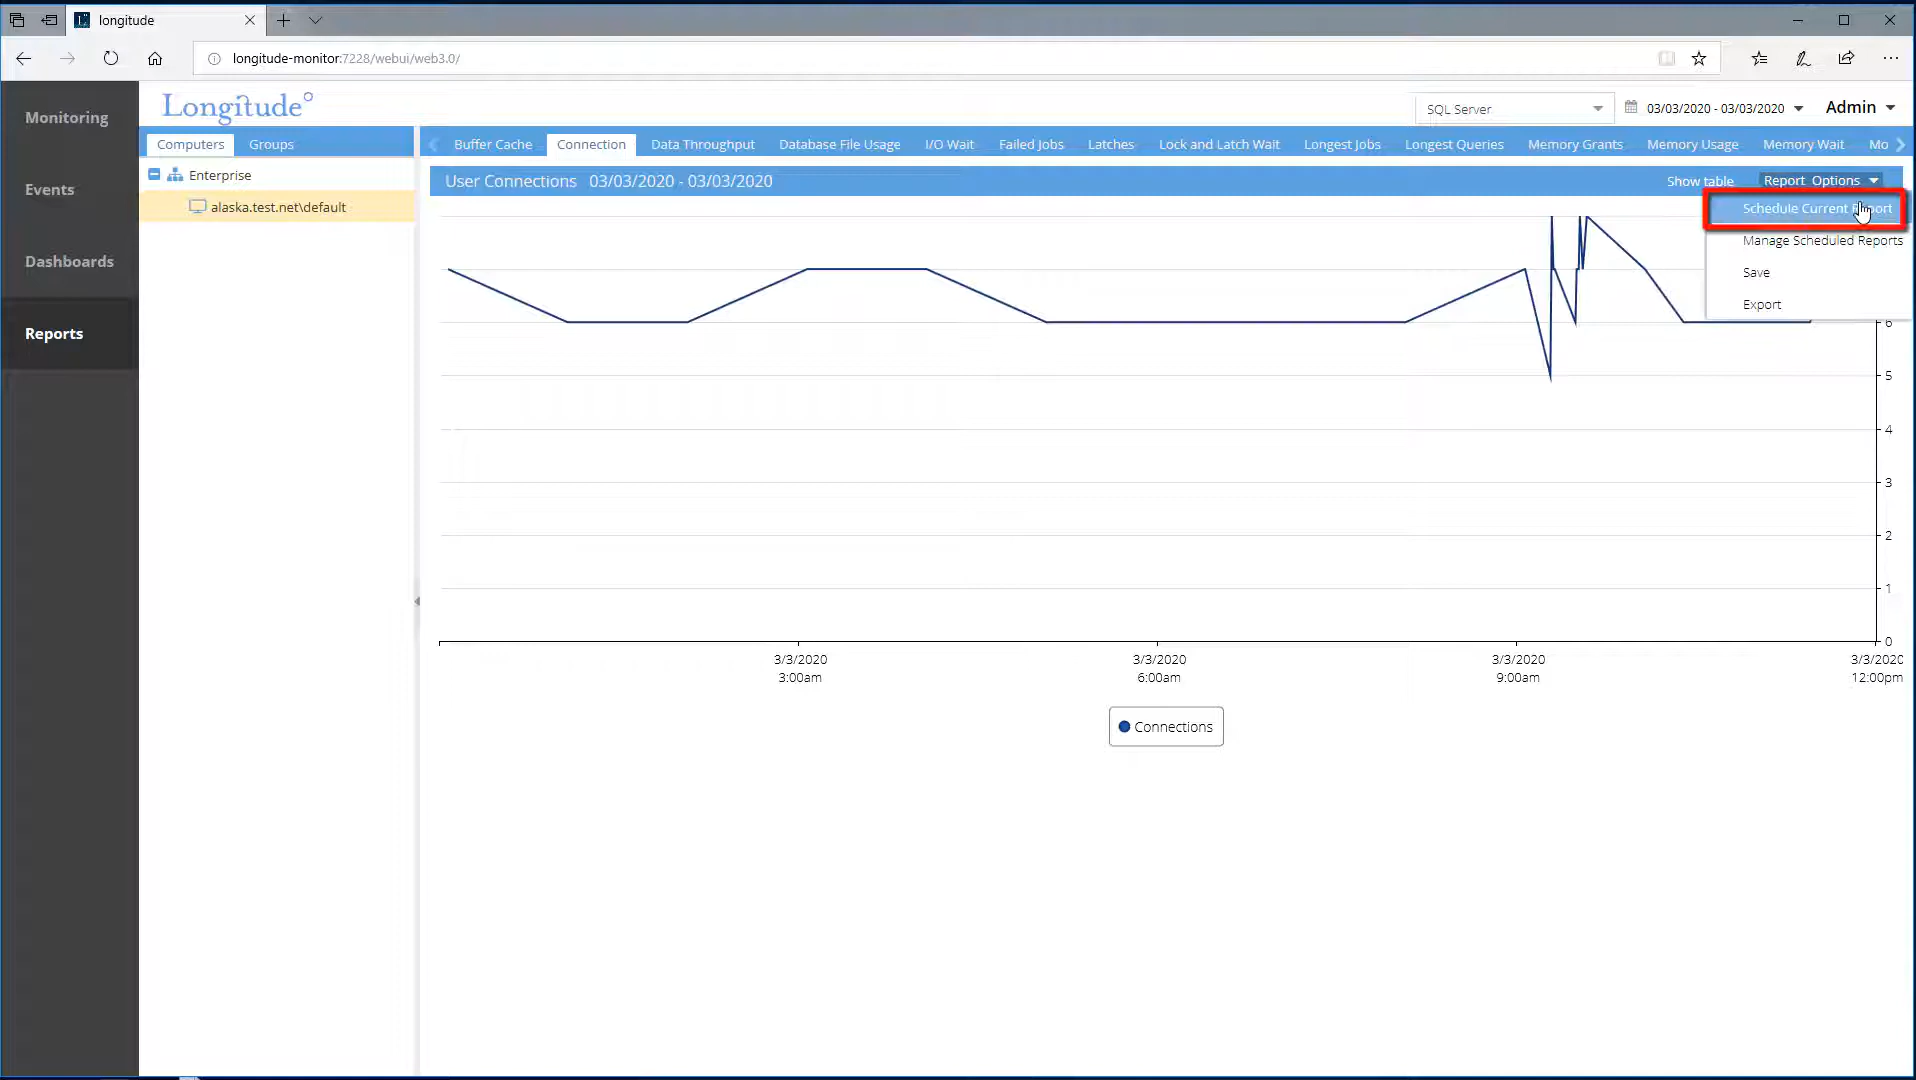 longitude
longitude-monitor:7228/webui/web3.0/
Monitoring
Events
Dashboards
Reports
Longitude
SQL Server
03/03/2020 - 03/03/2020
Admin
Computers Groups
Enterprise
alaska.test.net\default
Buffer Cache Connection Data Throughput Database File Usage I/O Wait Failed Jobs Latches Lock and Latch Wait Longest Jobs Longest Queries Memory Grants Memory Usage Memory Wait Mo
User Connections 03/03/2020 - 03/03/2020
Show table
Report Options
Schedule Current
Manage Scheduled Reports
Save
Export
6
5
4
3
2
1
0
3/3/2020
3:00am
3/3/2020
6:00am
3/3/2020
9:00am
3/3/2020
12:00pm
Connections